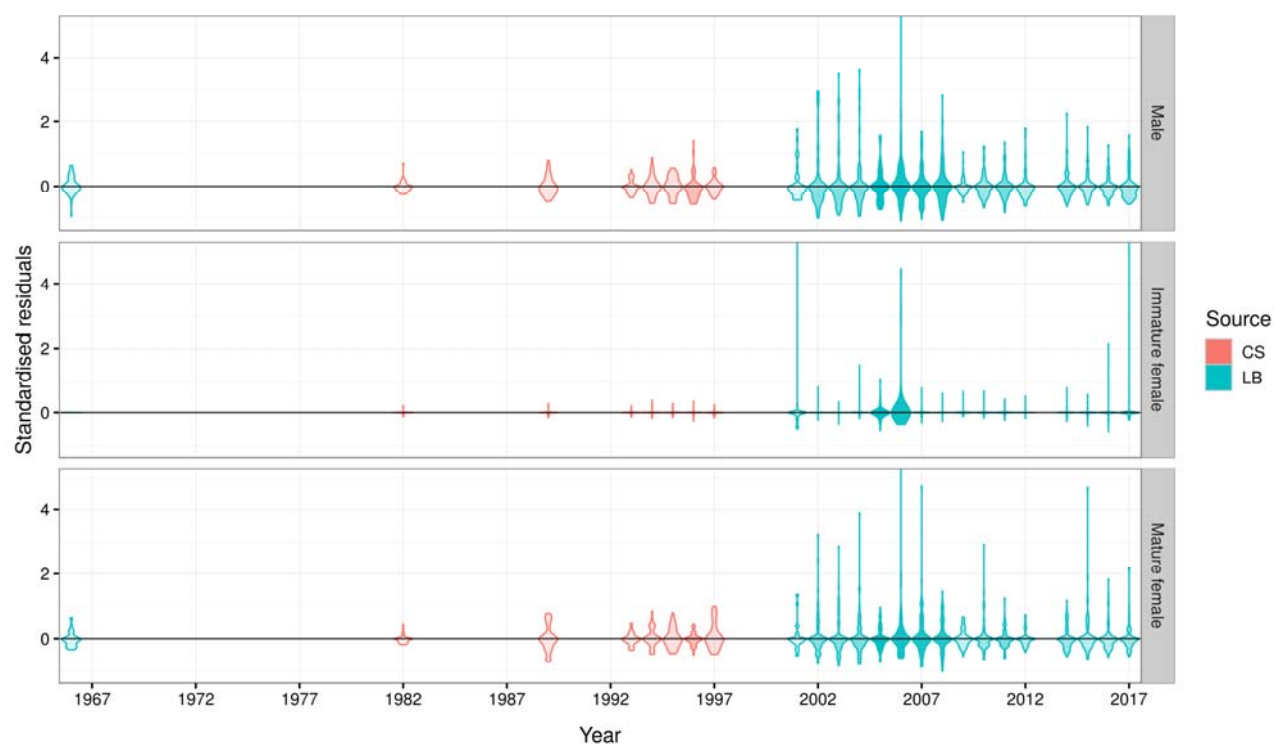 4
2
0
Male
4
2
0
Immature female
4
2
0
Mature female
Standardised residuals
1967 1972 1977 1982 1987 1992 1997 2002 2007 2012 2017
Year
Source
CS
LB